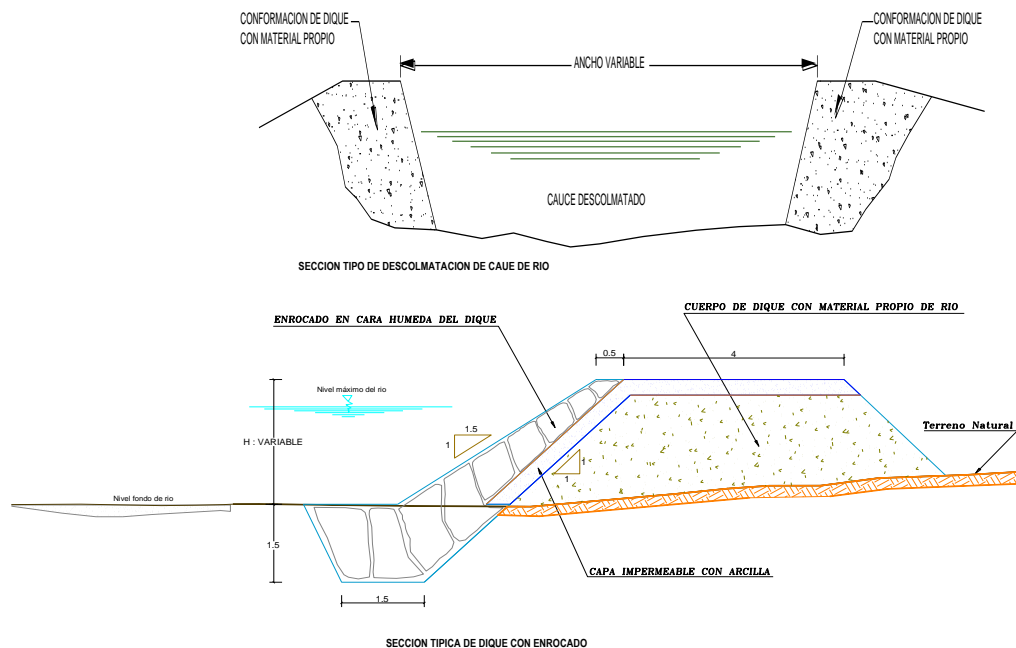 CONFORMACION DE DIQUE
CON MATERIAL PROPIO
CONFORMACION DE DIQUE
CON MATERIAL PROPIO
ANCHO VARIABLE
CAUCE DESCOLMATADO
SECCION TIPO DE DESCOLMATACION DE CAUE DE RIO
ENROCADO EN CARA HUMEDA DEL DIQUE
CUERPO DE DIQUE CON MATERIAL PROPIO DE RIO
0.5
4
Nivel máximo del rio
1.5
1
H : VARIABLE
Terreno Natural
1
1
Nivel fondo de rio
1.5
CAPA IMPERMEABLE CON ARCILLA
1.5
SECCION TIPICA DE DIQUE CON ENROCADO